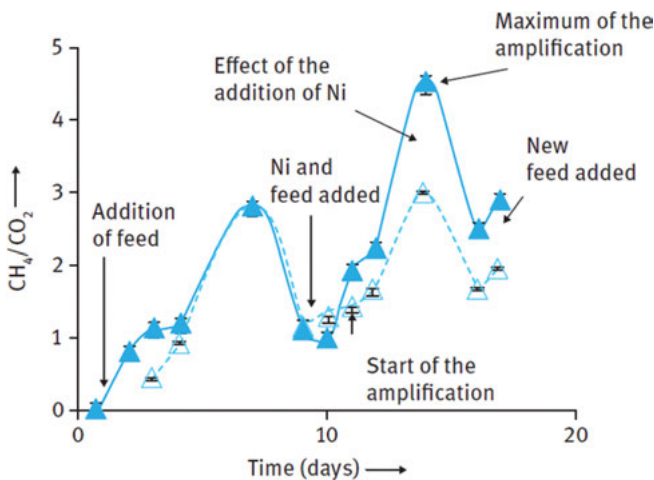 Maximum of the
amplification
Effect of the
addition of Ni
New
feed added
Ni and
feed added
Addition
of feed
Start of the
amplification
5
4
3
2
1
0
CH₄/CO₂
0
10
20
Time (days)